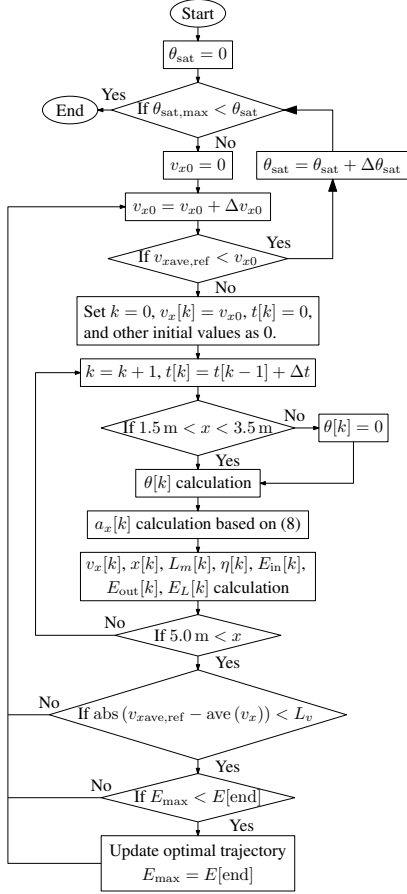 Start
θ_sat = 0
If θ_sat,max < θ_sat
Yes
End
No
v_x0 = 0
θ_sat = θ_sat + Δθ_sat
v_x0 = v_x0 + Δv_x0
If v_xave,ref < v_x0
Yes
No
Set k = 0, v_x[k] = v_x0, t[k] = 0,
and other initial values as 0.
k = k + 1, t[k] = t[k − 1] + Δt
If 1.5 m < x < 3.5 m
No
θ[k] = 0
Yes
θ[k] calculation
a_x[k] calculation based on (8)
v_x[k], x[k], L_m[k], η[k], E_in[k],
E_out[k], E_L[k] calculation
No
If 5.0 m < x
Yes
No
If abs (v_xave,ref − ave (v_x)) < L_v
Yes
No
If E_max < E[end]
Yes
Update optimal trajectory
E_max = E[end]